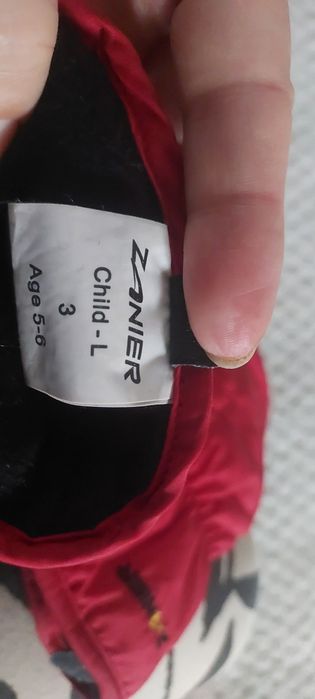 ZANIER
Child - L
3
Age 5-6